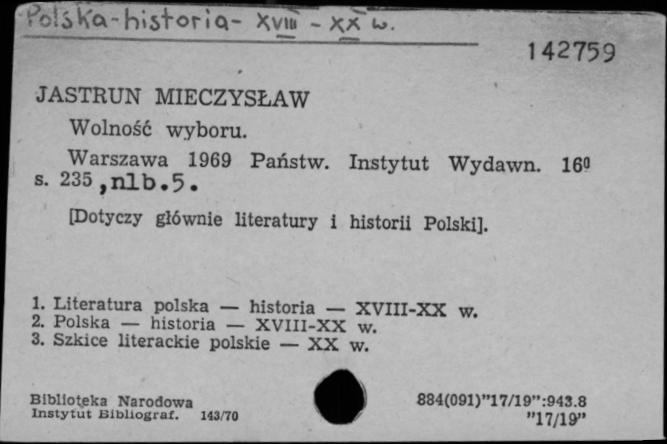 Polska-historia- XVIII - XX w.
142759
JASTRUN MIECZYSŁAW
Wolność wyboru.
Warszawa 1969 Państw. Instytut Wydawn. 16⁰
s. 235 ,nlb.5.
[Dotyczy głównie literatury i historii Polski].
1. Literatura polska — historia — XVIII-XX w.
2. Polska — historia — XVIII-XX w.
3. Szkice literackie polskie — XX w.
Biblioteka Narodowa 884(091)"17/19":943.8
Instytut Bibliograf. 143/70 "17/19"